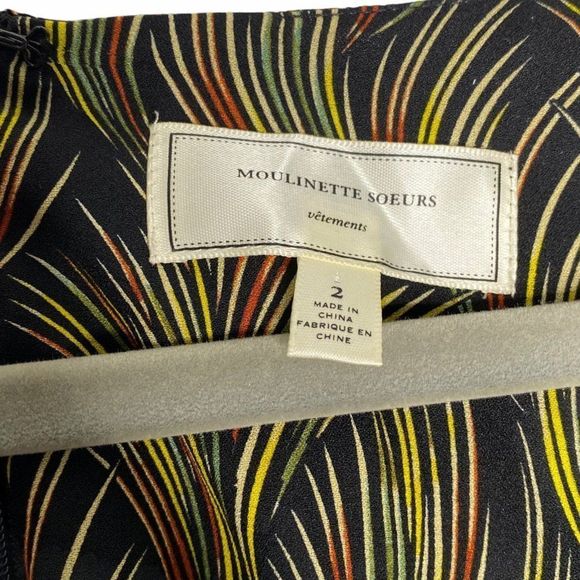 MOULINETTE SOEURS
vêtements
2
MADE IN
CHINA
FABRIQUE EN
CHINE